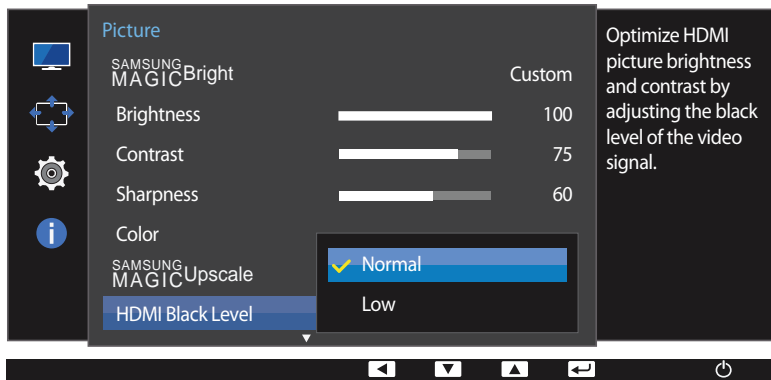 Picture
SAMSUNG
MAGICBright Custom
Brightness 100
Contrast 75
Sharpness 60
Color
SAMSUNG
MAGICUpscale
HDMI Black Level
Normal
Low
Optimize HDMI
picture brightness
and contrast by
adjusting the black
level of the video
signal.